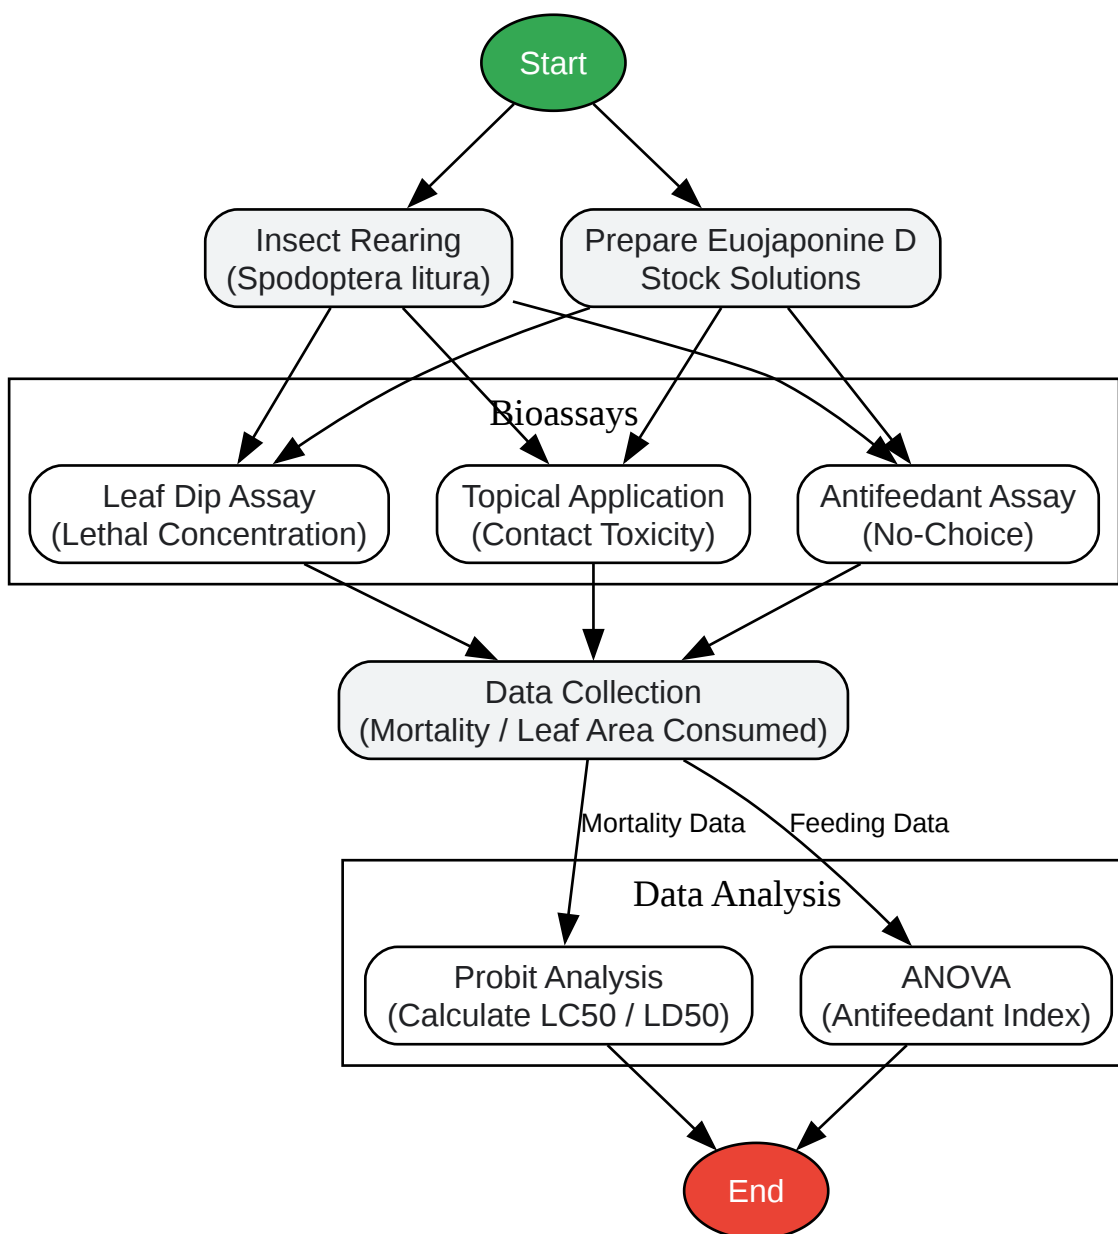 Start
Insect Rearing
(Spodoptera litura)
Prepare Euojaponine D
Stock Solutions
Bioassays
Leaf Dip Assay
(Lethal Concentration)
Topical Application
(Contact Toxicity)
Antifeedant Assay
(No-Choice)
Data Collection
(Mortality / Leaf Area Consumed)
Mortality Data
Feeding Data
Data Analysis
Probit Analysis
(Calculate LC50 / LD50)
ANOVA
(Antifeedant Index)
End